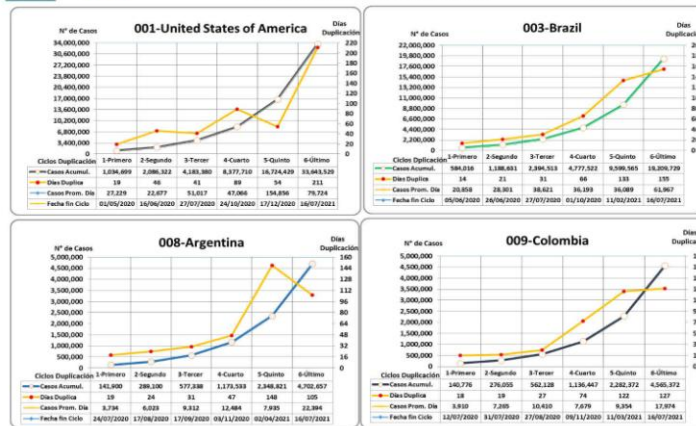 001-United States of America
N° de Casos
Días Duplicación
34,000,000 220
30,600,000 200
27,200,000 180
23,800,000 160
20,400,000 140
17,000,000 120
13,600,000 100
10,200,000 80
6,800,000 60
3,400,000 40
0 20
0
Ciclos Duplicación 1-Primero 2-Segundo 3-Tercer 4-Cuarto 5-Quinto 6-Último
Casos Acumul. 1,034,699 2,086,322 4,183,380 8,377,710 16,724,429 33,643,529
Días Duplica 19 46 41 89 54 211
Casos Prom. Día 27,229 22,677 51,017 47,066 154,856 79,724
Fecha fin Ciclo 01/05/2020 16/06/2020 27/07/2020 24/10/2020 17/12/2020 16/07/2021
003-Brazil
N° de Casos
Días
Duplicación
22,000,000
19,800,000
17,600,000
15,400,000
13,200,000
11,000,000
8,800,000
6,600,000
4,400,000
2,200,000
0
Ciclos Duplicación 1-Primero 2-Segundo 3-Tercer 4-Cuarto 5-Quinto 6-Último
Casos Acumul. 584,016 1,188,631 2,394,513 4,777,522 9,599,565 19,209,729
Días Duplica 14 21 31 66 133 155
Casos Prom. Día 20,858 28,301 38,621 36,193 36,089 61,967
Fecha fin Ciclo 05/06/2020 26/06/2020 27/07/2020 01/10/2020 11/02/2021 16/07/2021
008-Argentina
N° de Casos
Días
Duplicación
5,000,000 160
4,500,000 144
4,000,000 128
3,500,000 112
3,000,000 96
2,500,000 80
2,000,000 64
1,500,000 48
1,000,000 32
500,000 16
0 0
Ciclos Duplicación 1-Primero 2-Segundo 3-Tercer 4-Cuarto 5-Quinto 6-Último
Casos Acumul. 141,900 289,100 577,338 1,173,533 2,348,821 4,702,657
Días Duplica 19 24 31 47 148 105
Casos Prom. Día 3,734 6,023 9,312 12,484 7,935 22,394
Fecha fin Ciclo 24/07/2020 17/08/2020 17/09/2020 03/11/2020 02/04/2021 16/07/2021
009-Colombia
N° de Casos
Días
Duplicación
5,000,000
4,500,000
4,000,000
3,500,000
3,000,000
2,500,000
2,000,000
1,500,000
1,000,000
500,000
0
Ciclos Duplicación 1-Primero 2-Segundo 3-Tercer 4-Cuarto 5-Quinto 6-Último
Casos Acumul. 140,776 276,055 562,128 1,136,447 2,282,372 4,565,372
Días Duplica 18 19 27 74 122 127
Casos Prom. Día 3,910 7,265 10,410 7,679 9,354 17,974
Fecha fin Ciclo 12/07/2020 31/07/2020 27/08/2020 09/11/2020 11/03/2021 16/07/2021